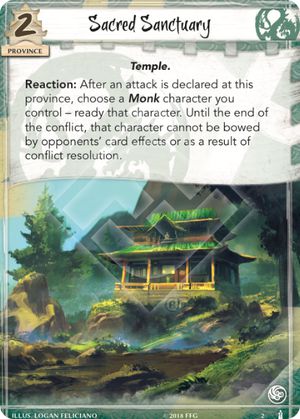 2
Sacred Sanctuary
PROVINCE
Temple.
Reaction: After an attack is declared at this
province, choose a Monk character you
control – ready that character. Until the end
of the conflict, that character cannot be bowed
by opponents' card effects or as a result of
conflict resolution.
ILLUS. LOGAN FELICIANO
©2018 FFG